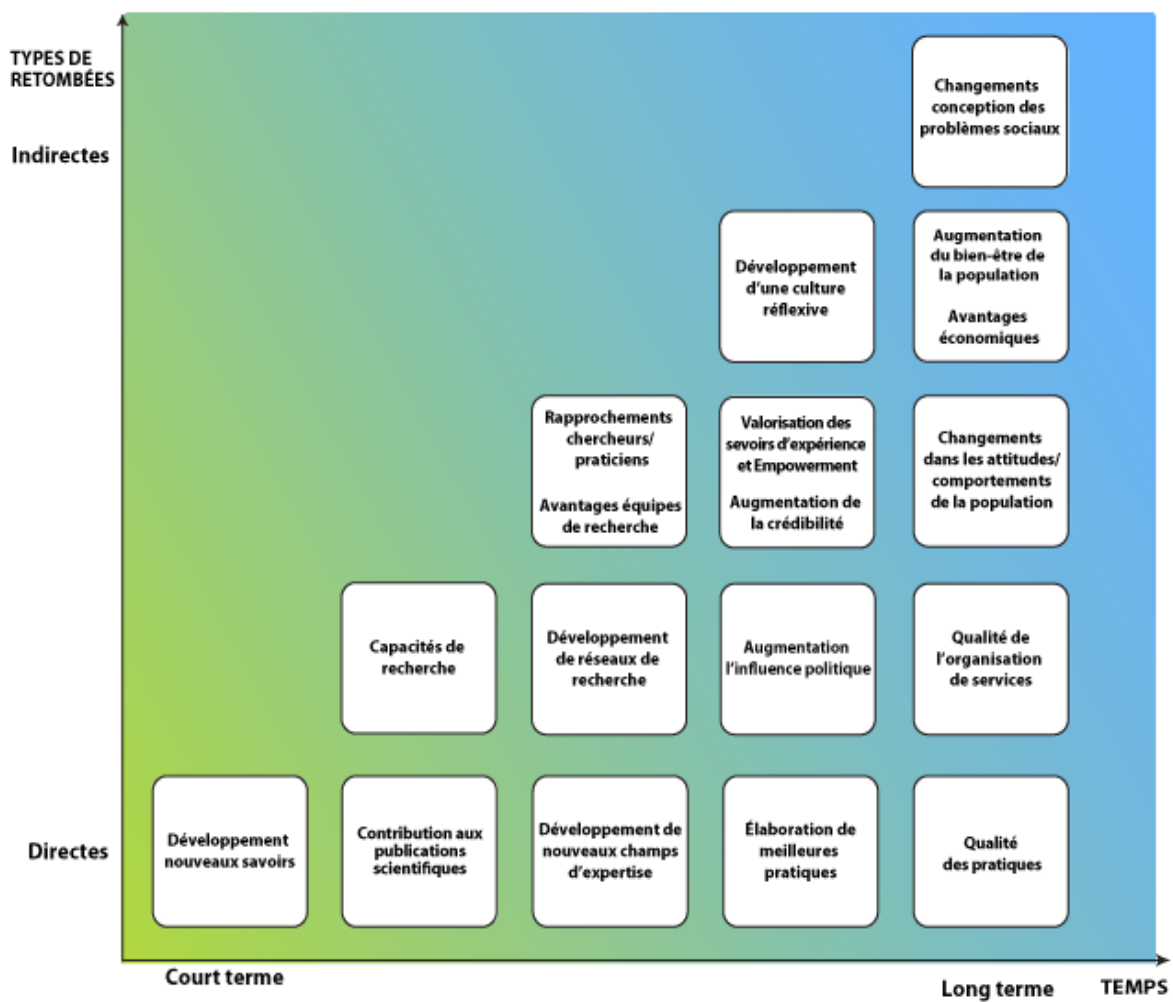 TYPES DE
RETOMBÉES
Indirectes
Changements
conception des
problèmes sociaux
Développement
d'une culture
réflexive
Augmentation
du bien-être de
la population
Avantages
économiques
Rapprochements
chercheurs/
praticiens
Avantages équipes
de recherche
Valorisation des
sevoirs d'expérience
et Empowerment
Augmentation de
la crédibilité
Changements
dans les attitudes/
comportements
de la population
Capacités de
recherche
Développement
de réseaux de
recherche
Augmentation
l'influence politique
Qualité de
l'organisation
de services
Directes
Développement
nouveaux savoirs
Contribution aux
publications
scientifiques
Développement de
nouveaux champs
d'expertise
Élaboration de
meilleures
pratiques
Qualité
des pratiques
Court terme
Long terme
TEMPS